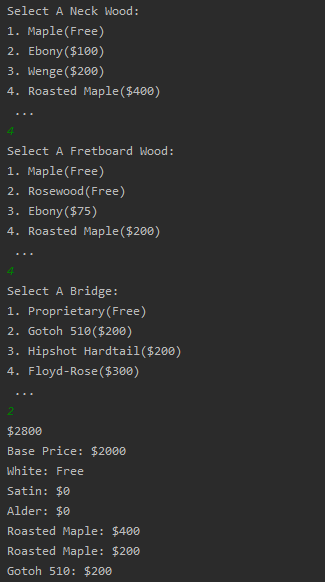 Select A Neck Wood:
1. Maple(Free)
2. Ebony($100)
3. Wenge($200)
4. Roasted Maple($400)
...
4
Select A Fretboard Wood:
1. Maple(Free)
2. Rosewood(Free)
3. Ebony($75)
4. Roasted Maple($200)
...
4
Select A Bridge:
1. Proprietary(Free)
2. Gotoh 510($200)
3. Hipshot Hardtail($200)
4. Floyd-Rose($300)
...
2
$2800
Base Price: $2000
White: Free
Satin: $0
Alder: $0
Roasted Maple: $400
Roasted Maple: $200
Gotoh 510: $200